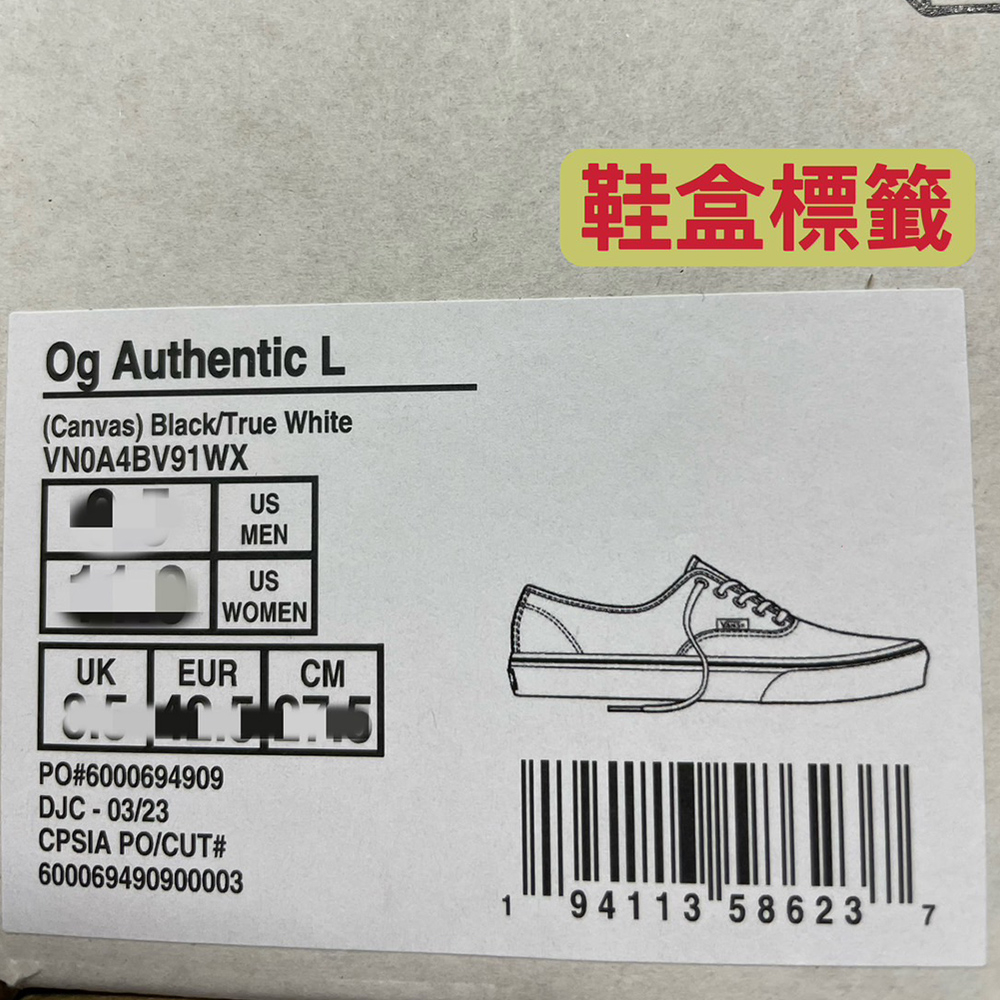 鞋盒標籤
Og Authentic L
(Canvas) Black/True White
VN0A4BV91WX
US
MEN
US
WOMEN
UK EUR CM
PO#6000694909
DJC - 03/23
CPSIA PO/CUT#
600069490900003
VANS
1 94113 58623 7